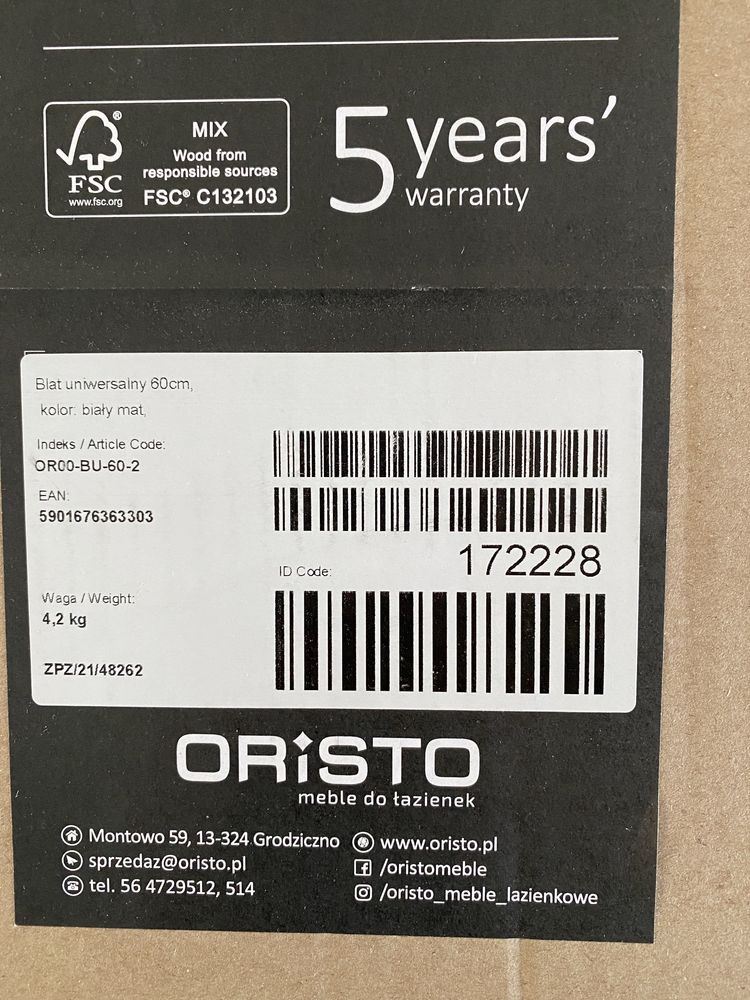 FSC®
www.fsc.org
MIX
Wood from
responsible sources
FSC® C132103
5 years'
warranty
Blat uniwersalny 60cm,
kolor: biały mat,
Indeks / Article Code:
OR00-BU-60-2
EAN:
5901676363303
ID Code:
172228
Waga / Weight:
4,2 kg
ZPZ/21/48262
ORiSTO
meble do łazienek
Montowo 59, 13-324 Grodziczno
sprzedaz@oristo.pl
tel. 56 4729512, 514
www.oristo.pl
/oristomeble
/oristo_meble_lazienkowe